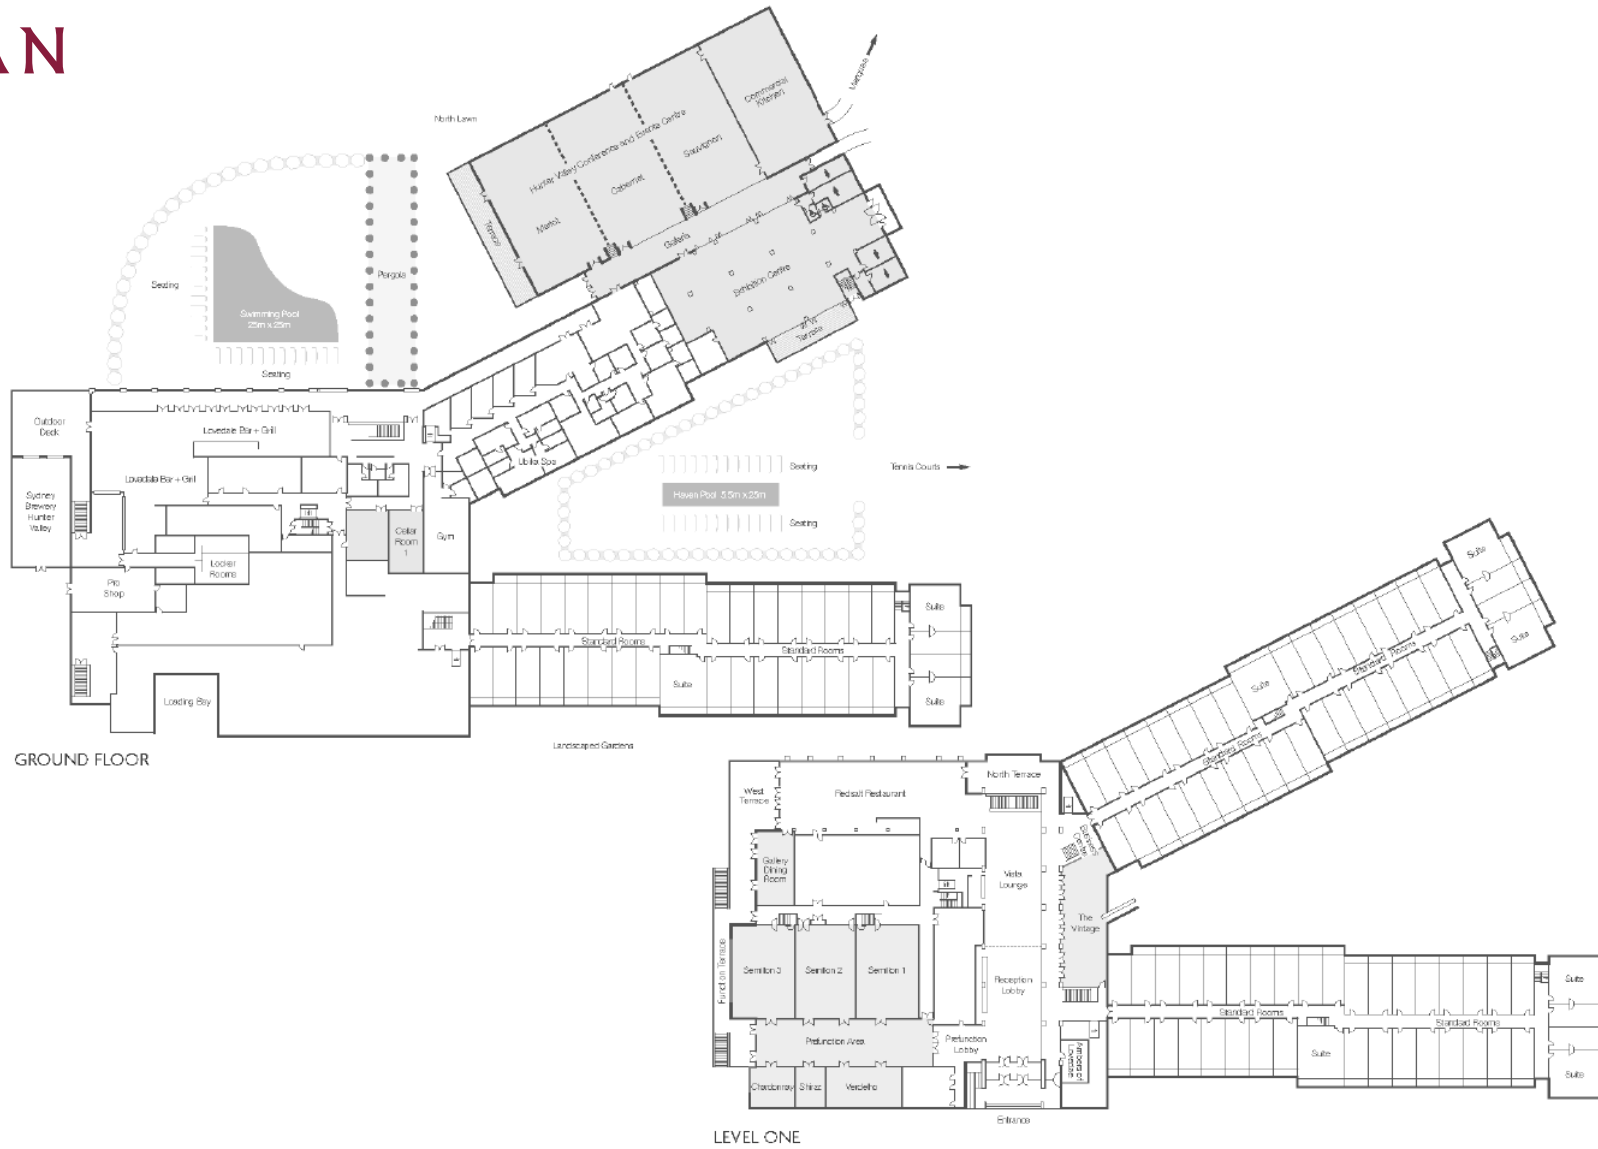 AN
North Lawn
Marquee
Commercial
Kitchen
Hunter Valley Conference and Events Centre
Sauvignon
Cabernet
Merlot
Terrace
Galleria
Exhibition Centre
Terrace
Pergola
Seating
Swimming Pool
25m x 25m
Seating
Outdoor
Deck
Lovedale Bar + Grill
Lovedale Bar + Grill
Sydney
Brewery
Hunter
Valley
Ubika Spa
Seating
Haven Pool 5.5m x 25m
Seating
Tennis Courts
Cellar
Room
1
Gym
Locker
Rooms
Pro
Shop
Loading Bay
Standard Rooms
Standard Rooms
Suite
Suite
Suite
Landscaped Gardens
GROUND FLOOR
Suite
Suite
Suite
Standard Rooms
Standard Rooms
North Terrace
West
Terrace
Redsalt Restaurant
Business
Centre
Gallery
Dining
Room
Vista
Lounge
The
Vintage
Function Terrace
Semillon 3
Semillon 2
Semillon 1
Reception
Lobby
Prefunction Area
Prefunction
Lobby
Chardonnay
Shiraz
Verdelho
Entrance
Standard Rooms
Standard Rooms
Suite
Suite
Suite
LEVEL ONE